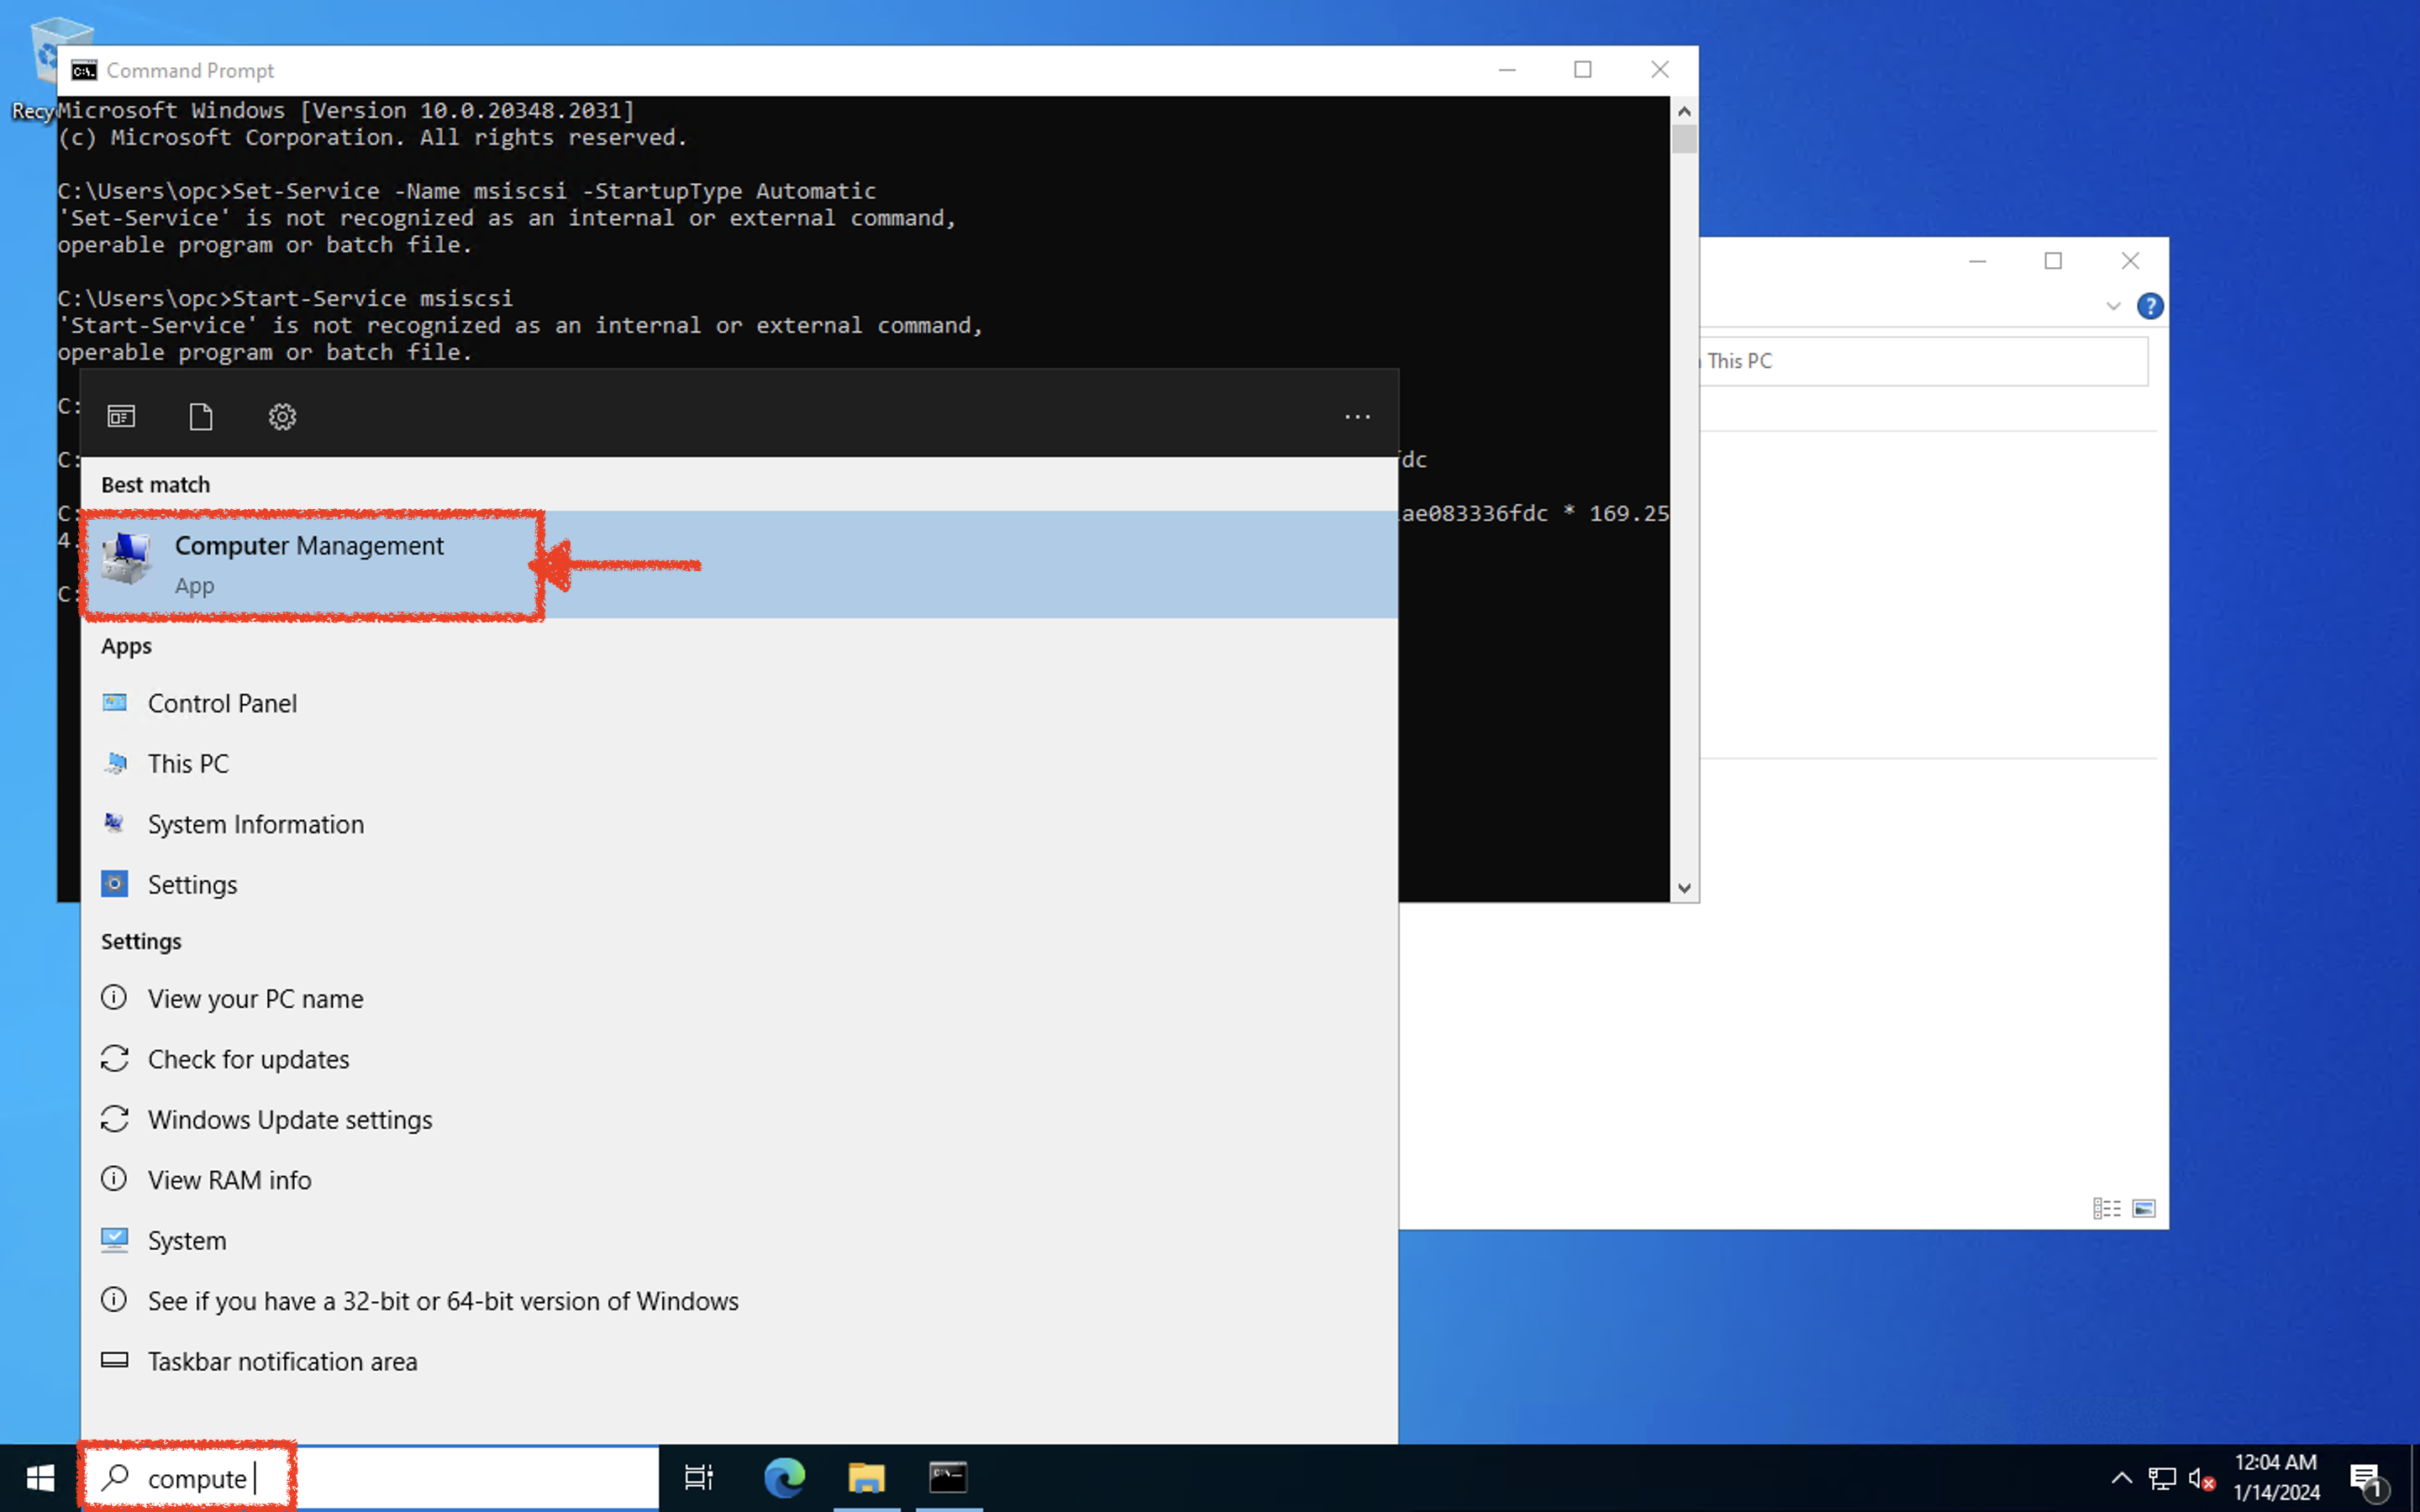 Recy
Command Prompt
Microsoft Windows [Version 10.0.20348.2031]
(c) Microsoft Corporation. All rights reserved.
C:\Users\opc>Set-Service -Name msiscsi -StartupType Automatic
'Set-Service' is not recognized as an internal or external command,
operable program or batch file.
C:\Users\opc>Start-Service msiscsi
'Start-Service' is not recognized as an internal or external command,
operable program or batch file.
This PC
C:
C:
fdc
C:
ae083336fdc * 169.25
4.
C:
Best match
Computer Management
App
Apps
Control Panel
This PC
System Information
Settings
Settings
View your PC name
Check for updates
Windows Update settings
View RAM info
System
See if you have a 32-bit or 64-bit version of Windows
Taskbar notification area
compute
12:04 AM
1/14/2024
1